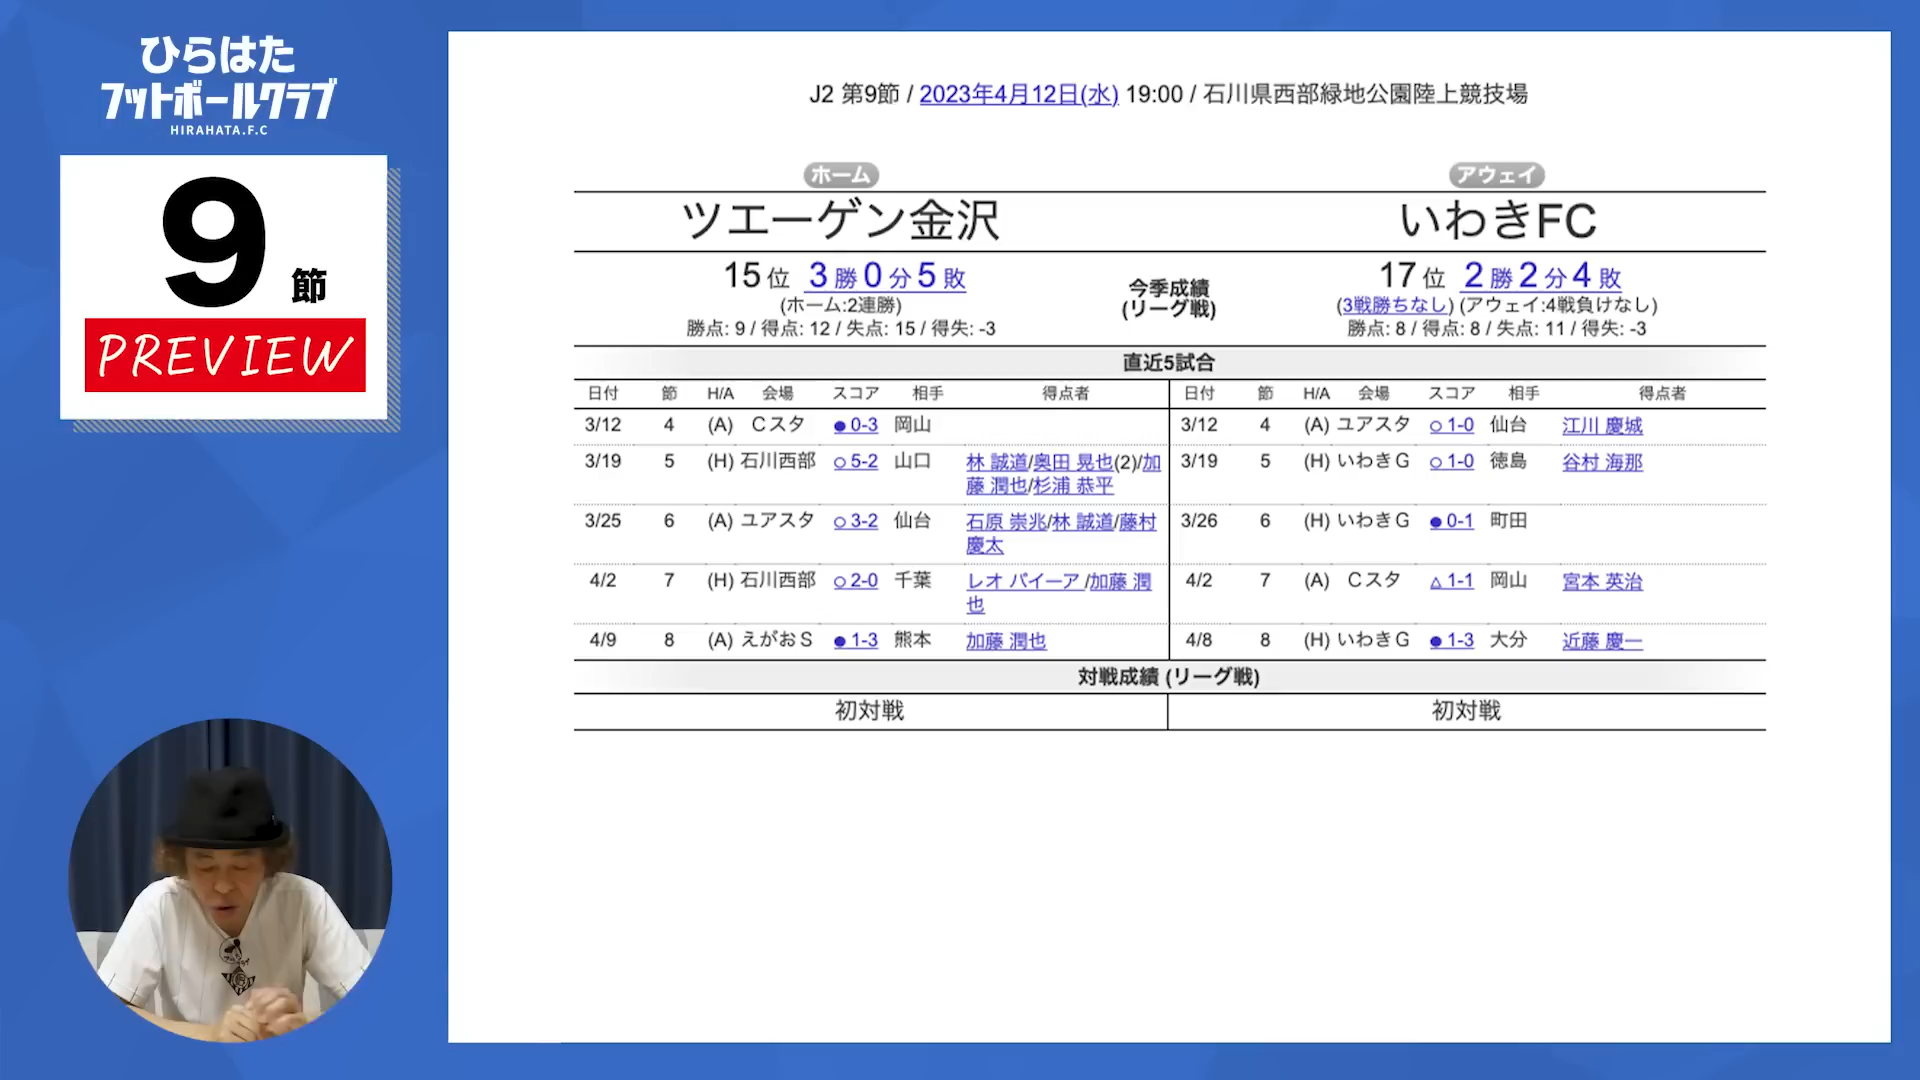 ひらはた
フットボールクラブ
HIRAHATA.F.C
9節
PREVIEW
J2 第9節 / 2023年4月12日(水) 19:00 / 石川県西部緑地公園陸上競技場
ホーム アウェイ
ツエーゲン金沢 いわきFC
15位 3勝0分5敗 今季成績 (リーグ戦) 17位 2勝2分4敗
(ホーム:2連勝) (3戦勝ちなし) (アウェイ:4戦負けなし)
勝点: 9 / 得点: 12 / 失点: 15 / 得失: -3 勝点: 8 / 得点: 8 / 失点: 11 / 得失: -3
直近5試合
日付 節 H/A 会場 スコア 相手 得点者 日付 節 H/A 会場 スコア 相手 得点者
3/12 4 (A) Cスタ ●0-3 岡山 3/12 4 (A) ユアスタ ○1-0 仙台 江川 慶城
3/19 5 (H) 石川西部 ○5-2 山口 林 誠道/奥田 晃也(2)/加藤 潤也/杉浦 恭平 3/19 5 (H) いわきG ○1-0 徳島 谷村 海那
3/25 6 (A) ユアスタ ○3-2 仙台 石原 崇兆/林 誠道/藤村 慶太 3/26 6 (H) いわきG ●0-1 町田
4/2 7 (H) 石川西部 ○2-0 千葉 レオ バイーア/加藤 潤也 4/2 7 (A) Cスタ △1-1 岡山 宮本 英治
4/9 8 (A) えがおS ●1-3 熊本 加藤 潤也 4/8 8 (H) いわきG ●1-3 大分 近藤 慶一
対戦成績 (リーグ戦)
初対戦 初対戦